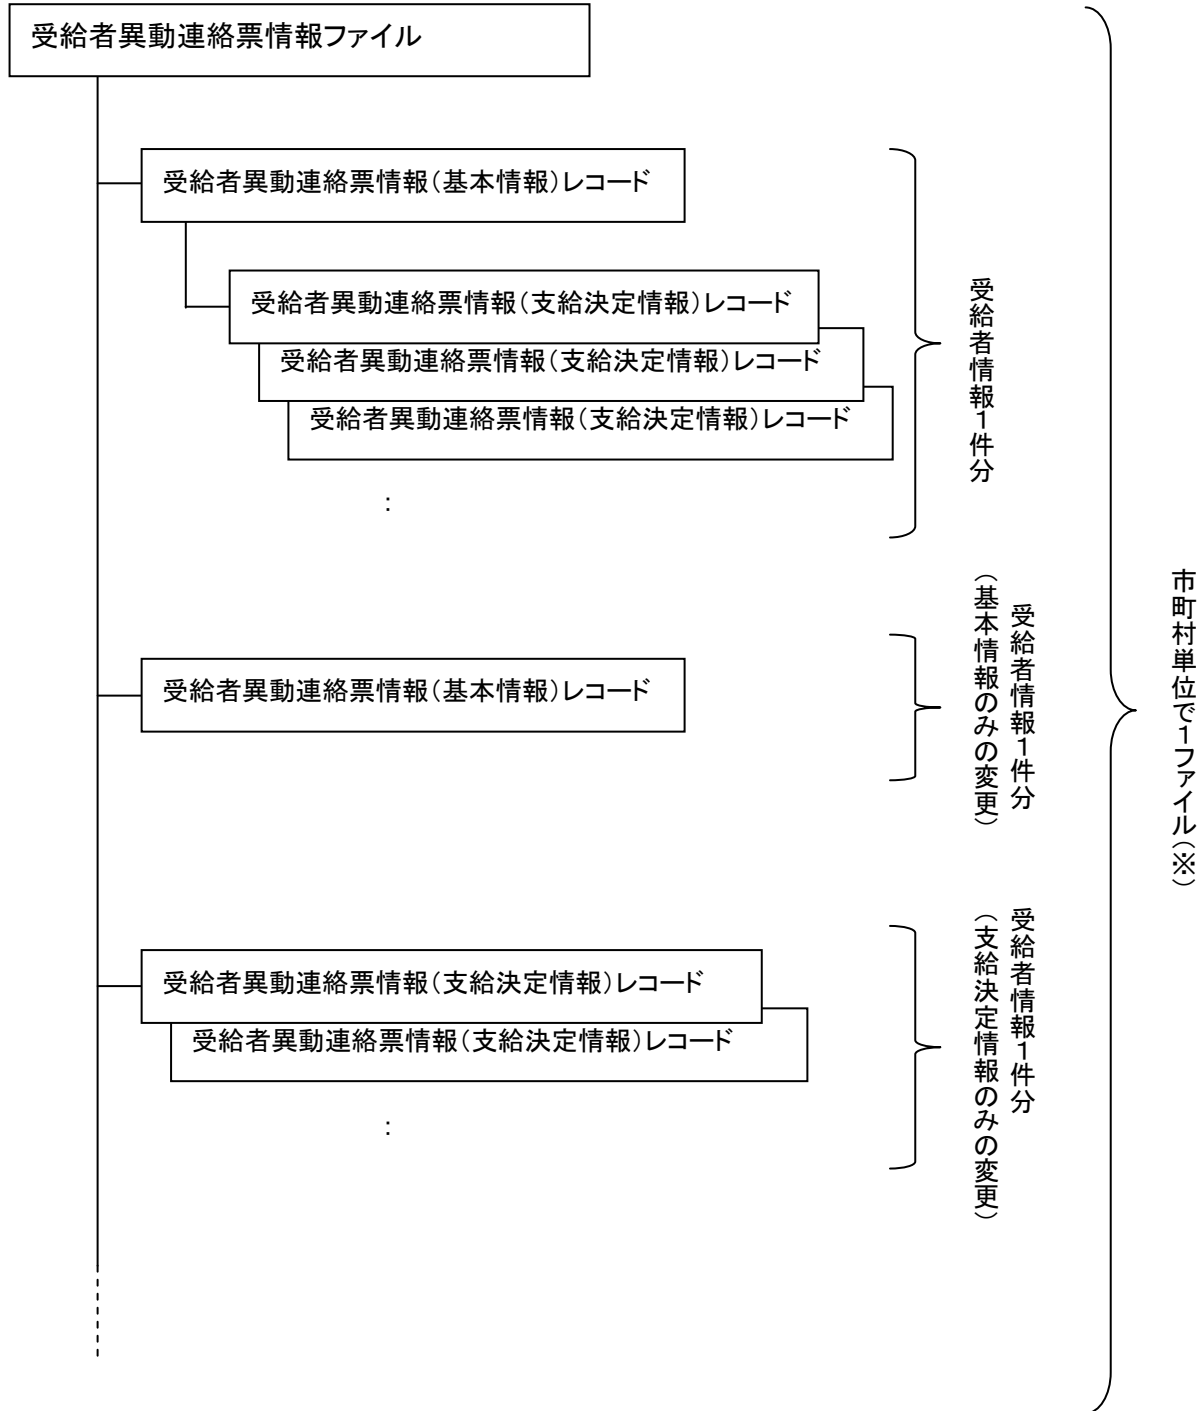 受給者異動連絡票情報ファイル
受給者異動連絡票情報（基本情報）レコード
受給者異動連絡票情報（支給決定情報）レコード
受給者異動連絡票情報（支給決定情報）レコード
受給者異動連絡票情報（支給決定情報）レコード
：
受給者情報１件分
受給者異動連絡票情報（基本情報）レコード
受給者情報１件分
（基本情報のみの変更）
受給者異動連絡票情報（支給決定情報）レコード
受給者異動連絡票情報（支給決定情報）レコード
：
受給者情報１件分
（支給決定情報のみの変更）
市町村単位で１ファイル（※）